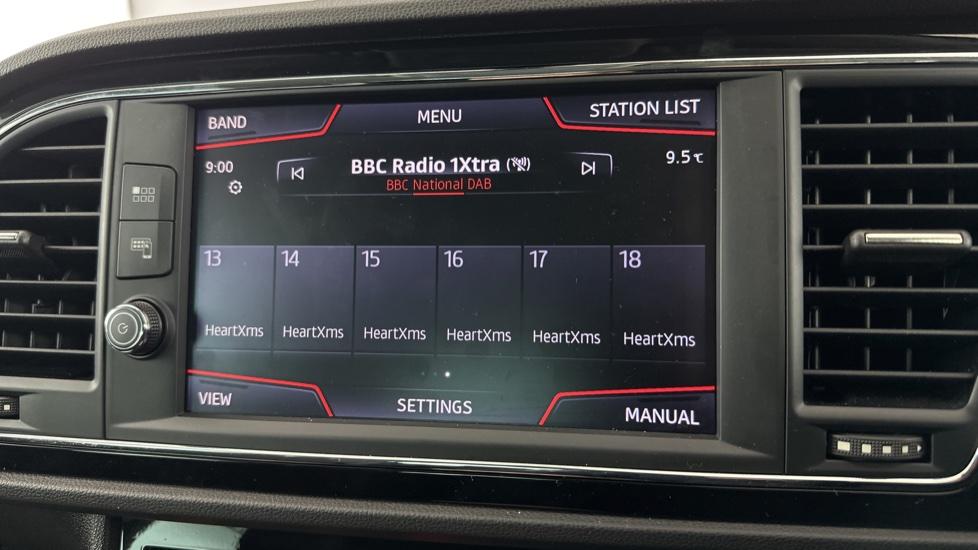 BAND MENU STATION LIST
9:00 BBC Radio 1Xtra 9.5°C
BBC National DAB
13 14 15 16 17 18
HeartXms HeartXms HeartXms HeartXms HeartXms HeartXms
VIEW SETTINGS MANUAL